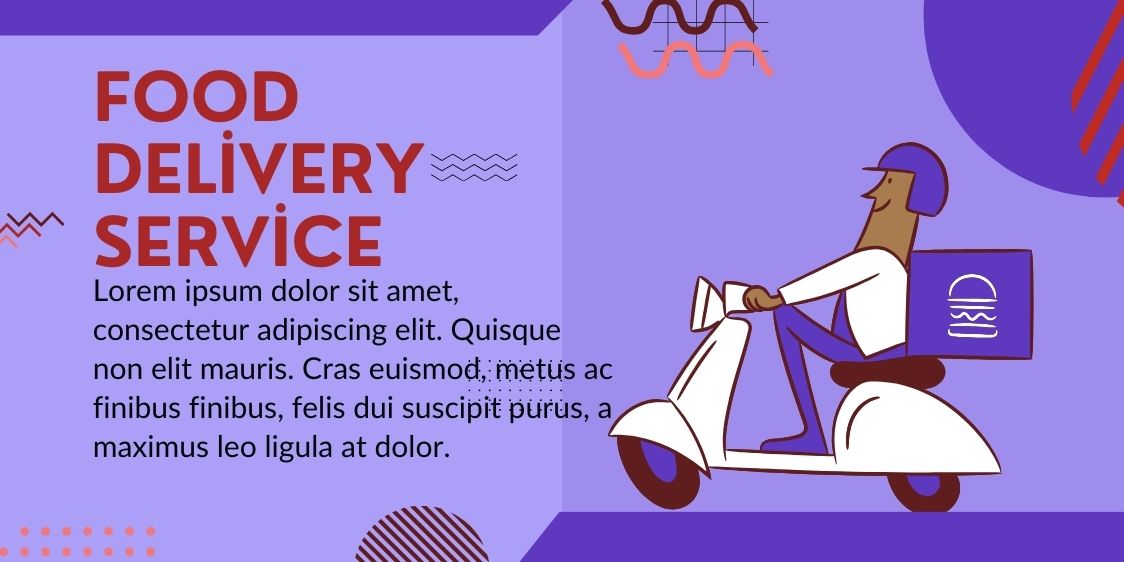 FOOD
DELİVERY
SERVİCE
Lorem ipsum dolor sit amet,
consectetur adipiscing elit. Quisque
non elit mauris. Cras euismod, metus ac
finibus finibus, felis dui suscipit purus, a
maximus leo ligula at dolor.